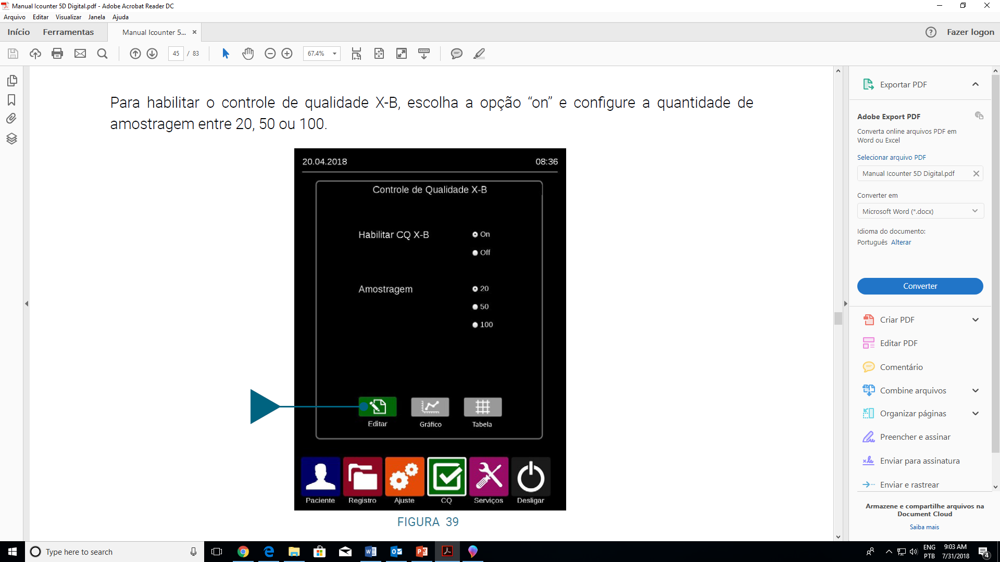 Manual Icounter 5D Digital.pdf - Adobe Acrobat Reader DC
Arquivo Editar Visualizar Janela Ajuda
Início Ferramentas Manual Icounter 5... × ? Fazer logon
45 / 83 67.4%
Para habilitar o controle de qualidade X-B, escolha a opção “on” e configure a quantidade de
amostragem entre 20, 50 ou 100.
20.04.2018 08:36
Controle de Qualidade X-B
Habilitar CQ X-B On
Off
Amostragem 20
50
100
Editar Gráfico Tabela
Paciente Registro Ajuste CQ Serviços Desligar
FIGURA 39
Exportar PDF
Adobe Export PDF
Converta online arquivos PDF em
Word ou Excel
Selecionar arquivo PDF
Manual Icounter 5D Digital.pdf
Converter em
Microsoft Word (*.docx)
Idioma do documento:
Português Alterar
Converter
Criar PDF
Editar PDF
Comentário
Combine arquivos
Organizar páginas
Preencher e assinar
Enviar para assinatura
Enviar e rastrear
Armazene e compartilhe arquivos na
Document Cloud
Saiba mais
Type here to search
ENG
PTB
9:03 AM
7/31/2018
4